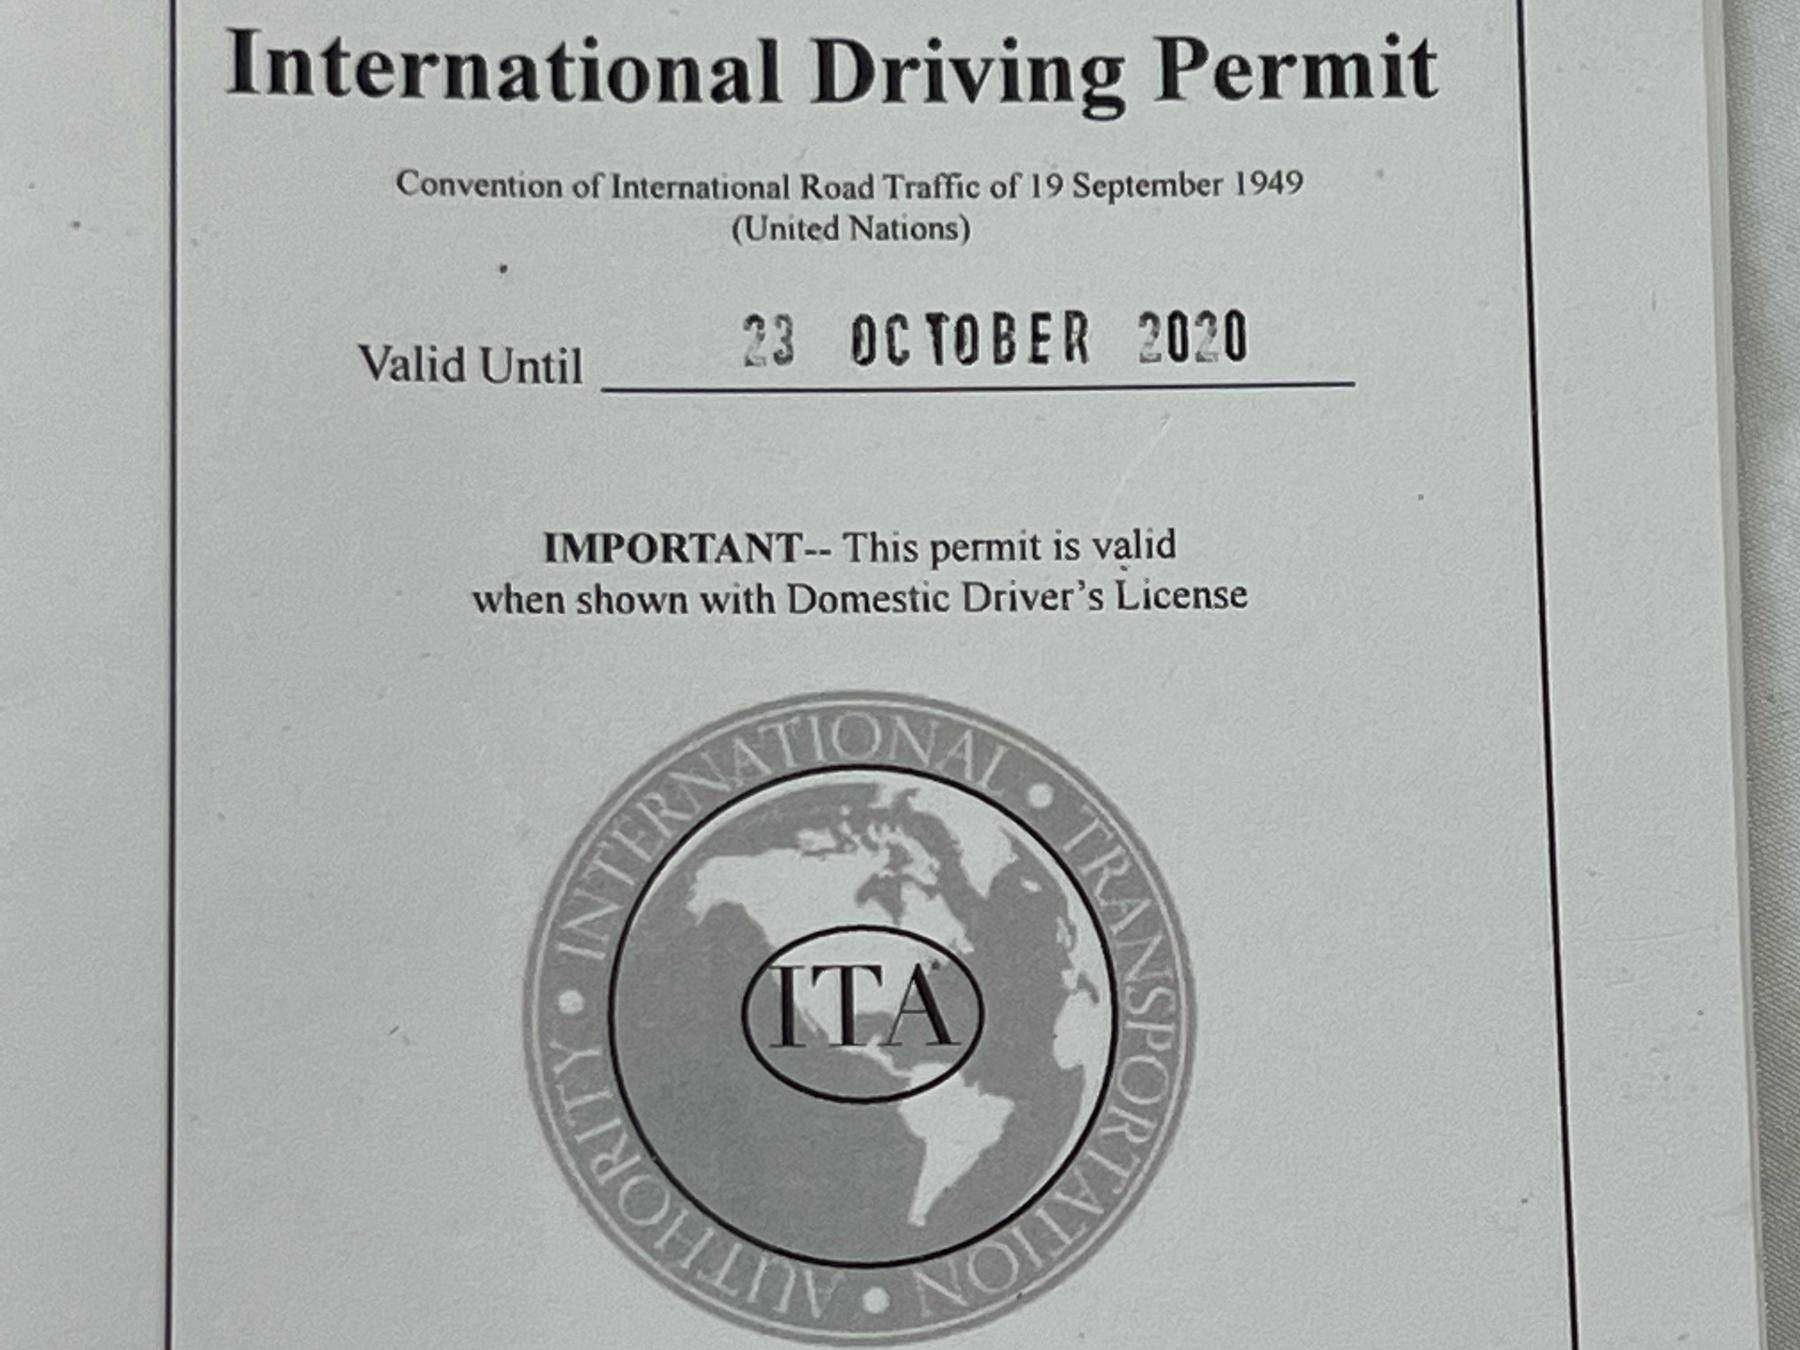 International Driving Permit
Convention of International Road Traffic of 19 September 1949
(United Nations)
Valid Until 23 OCTOBER 2020
IMPORTANT-- This permit is valid
when shown with Domestic Driver's License
INTERNATIONAL • TRANSPORTATION • AUTHORITY •
ITA